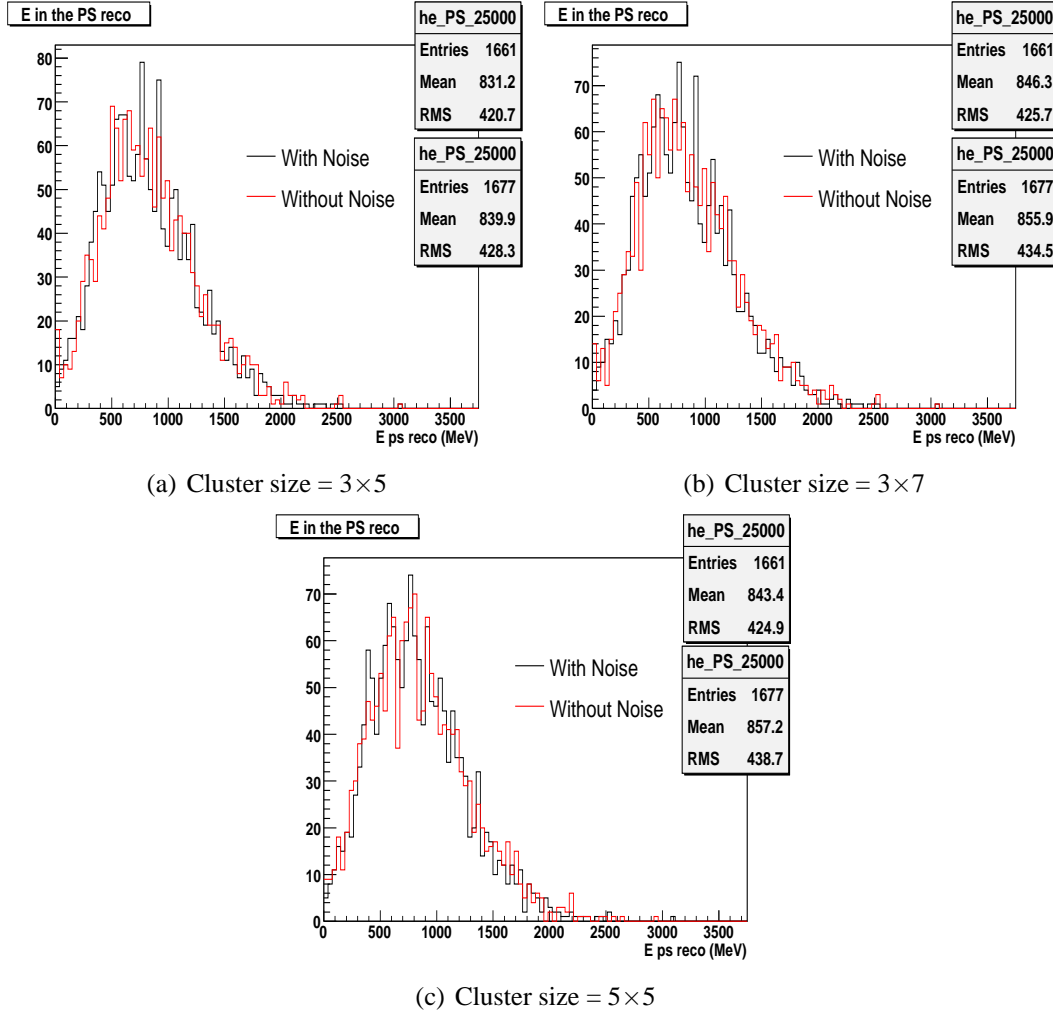 E in the PS reco
he_PS_25000
Entries 1661
Mean 831.2
RMS 420.7
he_PS_25000
Entries 1677
Mean 839.9
RMS 428.3
With Noise
Without Noise
80
70
60
50
40
30
20
10
0
0 500 1000 1500 2000 2500 3000 3500
E ps reco (MeV)
(a) Cluster size = 3×5
E in the PS reco
he_PS_25000
Entries 1661
Mean 846.3
RMS 425.7
he_PS_25000
Entries 1677
Mean 855.9
RMS 434.5
With Noise
Without Noise
70
60
50
40
30
20
10
0
0 500 1000 1500 2000 2500 3000 3500
E ps reco (MeV)
(b) Cluster size = 3×7
E in the PS reco
he_PS_25000
Entries 1661
Mean 843.4
RMS 424.9
he_PS_25000
Entries 1677
Mean 857.2
RMS 438.7
With Noise
Without Noise
70
60
50
40
30
20
10
0
0 500 1000 1500 2000 2500 3000 3500
E ps reco (MeV)
(c) Cluster size = 5×5